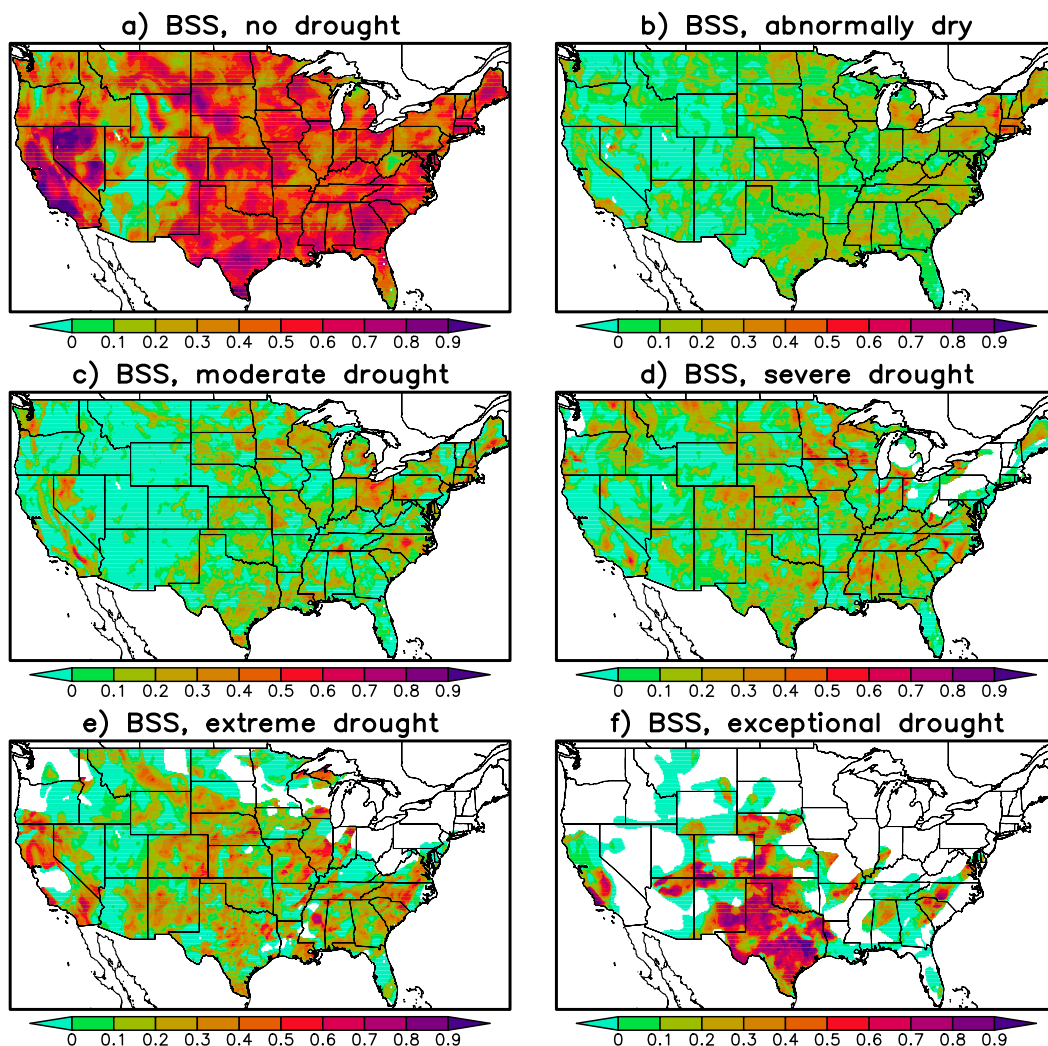 a) BSS, no drought
b) BSS, abnormally dry
0 0.1 0.2 0.3 0.4 0.5 0.6 0.7 0.8 0.9
0 0.1 0.2 0.3 0.4 0.5 0.6 0.7 0.8 0.9
c) BSS, moderate drought
d) BSS, severe drought
0 0.1 0.2 0.3 0.4 0.5 0.6 0.7 0.8 0.9
0 0.1 0.2 0.3 0.4 0.5 0.6 0.7 0.8 0.9
e) BSS, extreme drought
f) BSS, exceptional drought
0 0.1 0.2 0.3 0.4 0.5 0.6 0.7 0.8 0.9
0 0.1 0.2 0.3 0.4 0.5 0.6 0.7 0.8 0.9